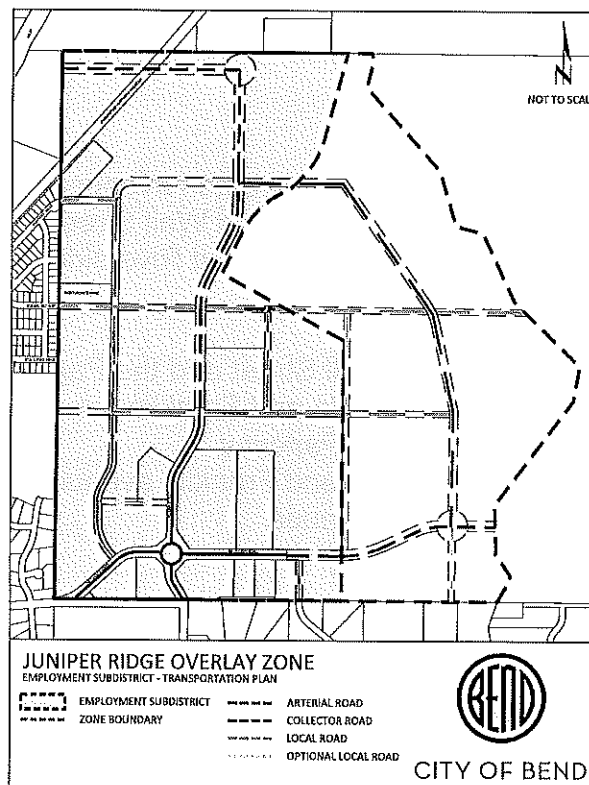 N
NOT TO SCAL
JUNIPER RIDGE OVERLAY ZONE
EMPLOYMENT SUBDISTRICT - TRANSPORTATION PLAN
EMPLOYMENT SUBDISTRICT
ZONE BOUNDARY
ARTERIAL ROAD
COLLECTOR ROAD
LOCAL ROAD
OPTIONAL LOCAL ROAD
BEND
CITY OF BEND